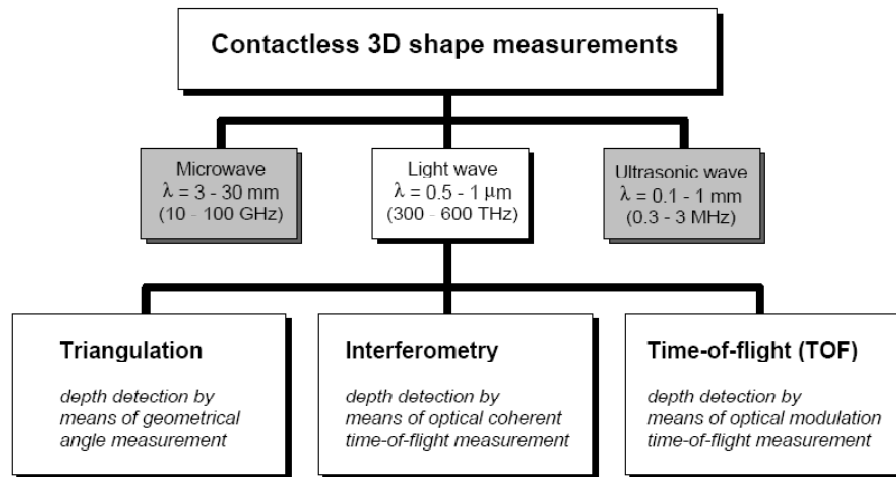 Contactless 3D shape measurements
Microwave
λ = 3 - 30 mm
(10 - 100 GHz)
Light wave
λ = 0.5 - 1 μm
(300 - 600 THz)
Ultrasonic wave
λ = 0.1 - 1 mm
(0.3 - 3 MHz)
Triangulation
depth detection by
means of geometrical
angle measurement
Interferometry
depth detection by
means of optical coherent
time-of-flight measurement
Time-of-flight (TOF)
depth detection by
means of optical modulation
time-of-flight measurement